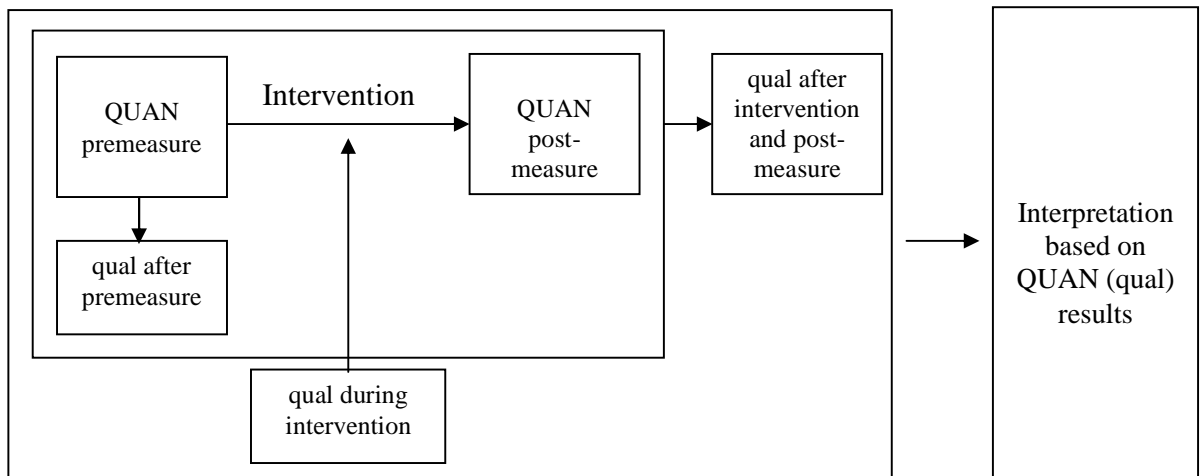 QUAN
premeasure
Intervention
QUAN
post-
measure
qual after
intervention
and post-
measure
qual after
premeasure
qual during
intervention
Interpretation
based on
QUAN (qual)
results